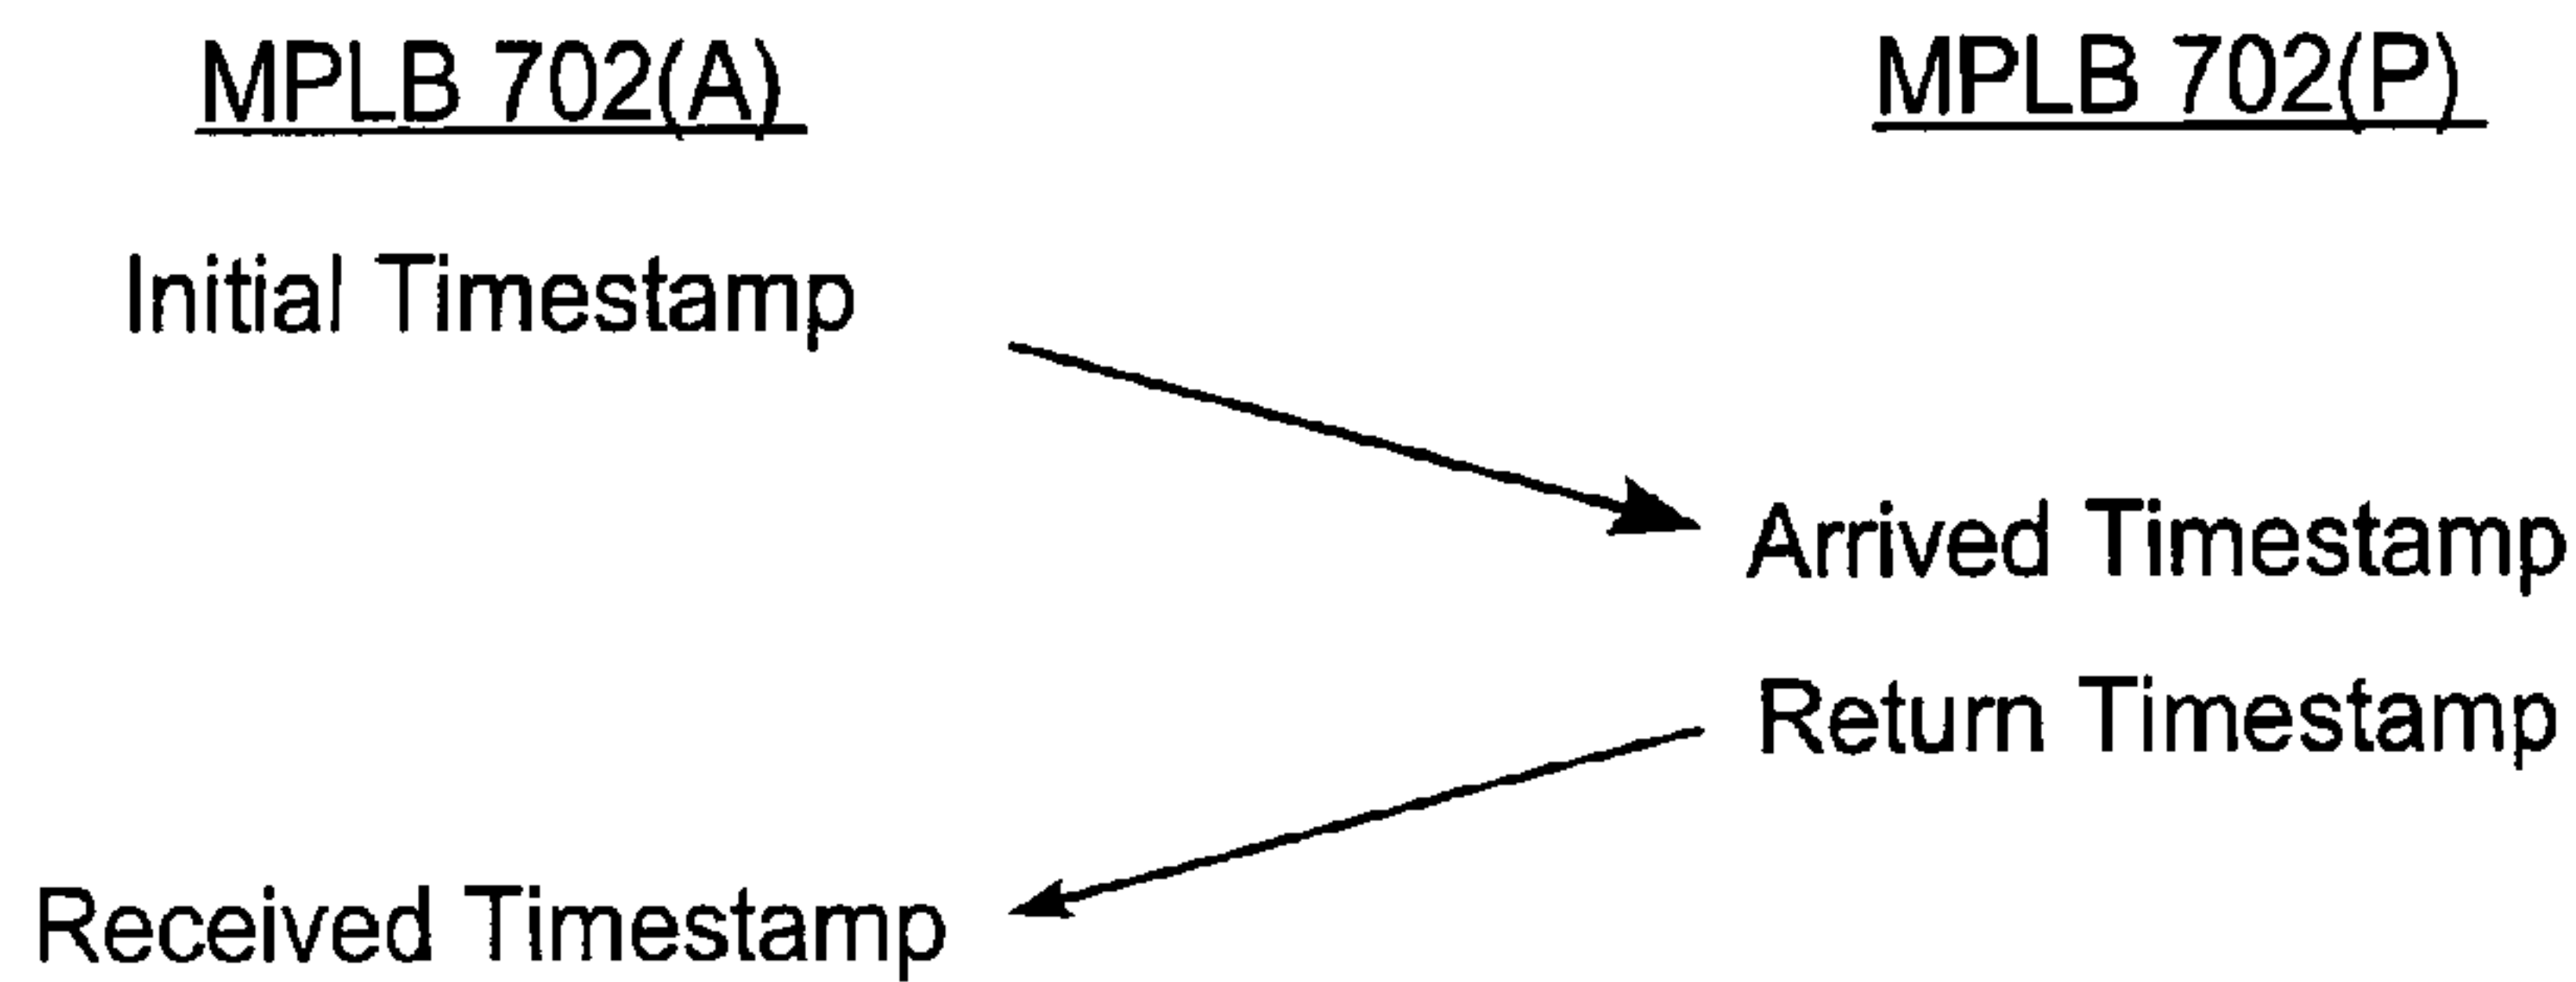 MPLB 702(A)
MPLB 702(P)
Initial Timestamp
Arrived Timestamp
Return Timestamp
Received Timestamp